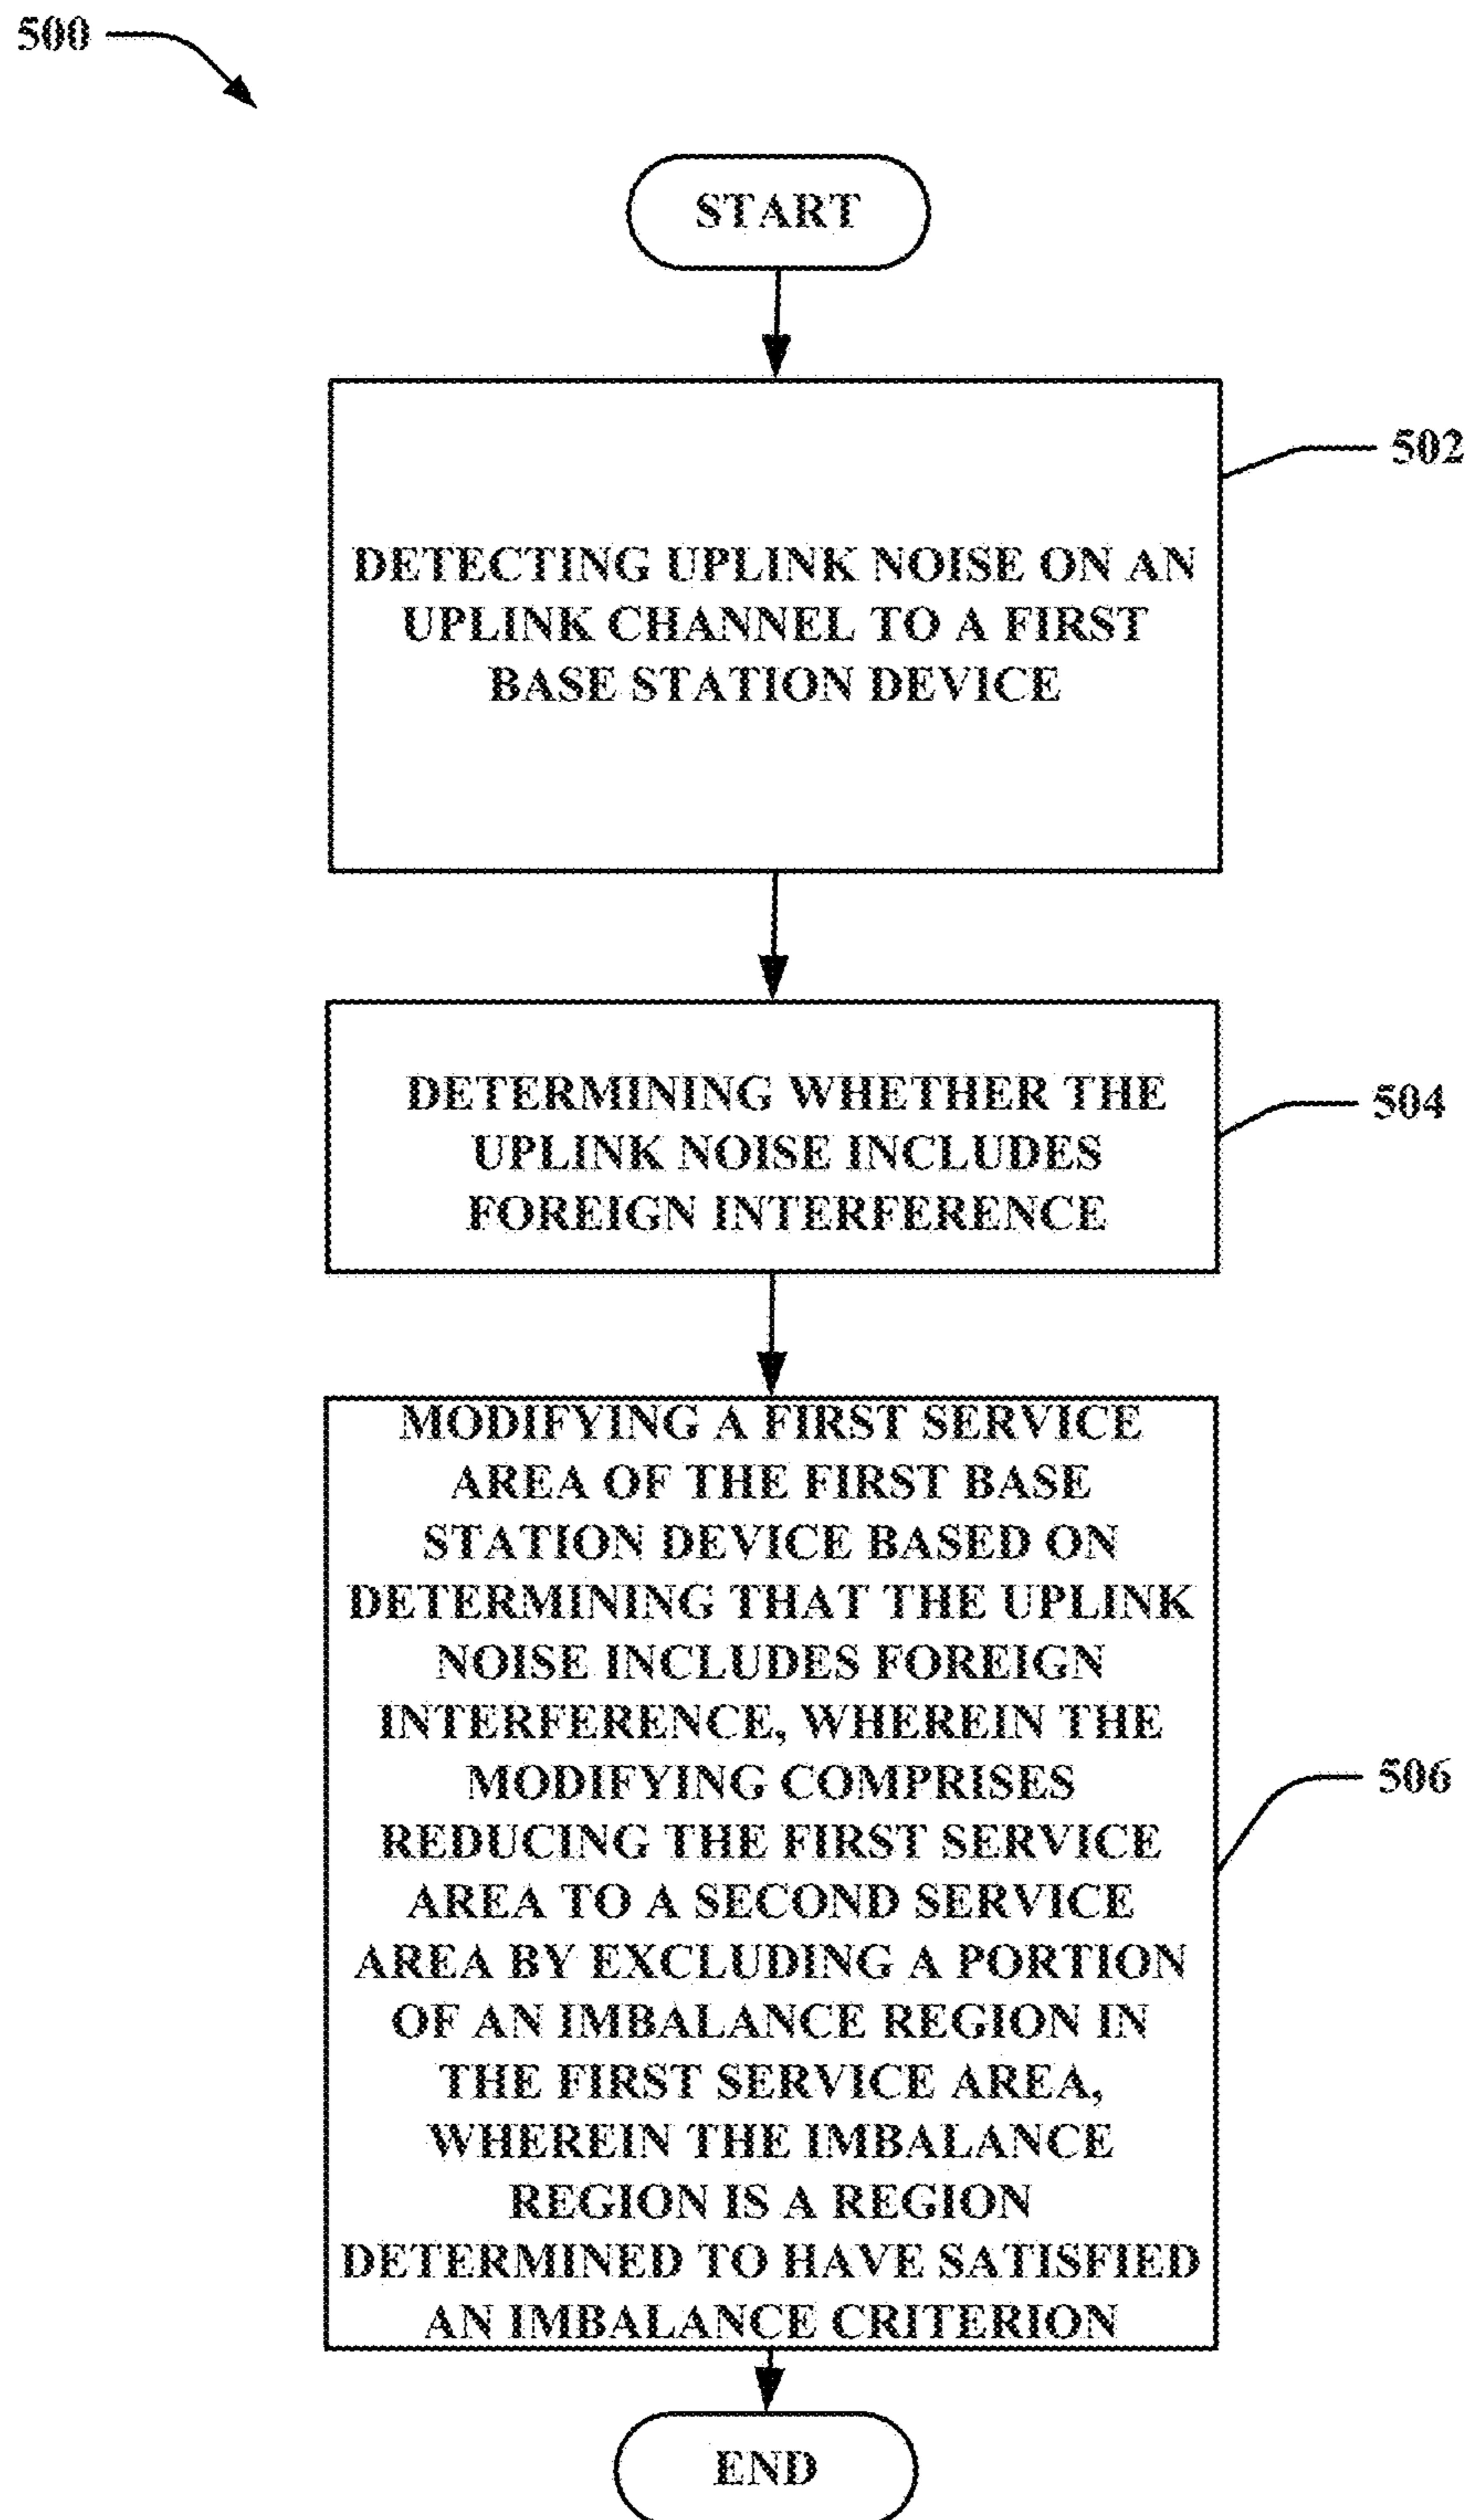 500
START
502
DETECTING UPLINK NOISE ON AN
UPLINK CHANNEL TO A FIRST
BASE STATION DEVICE
504
DETERMINING WHETHER THE
UPLINK NOISE INCLUDES
FOREIGN INTERFERENCE
MODIFYING A FIRST SERVICE
AREA OF THE FIRST BASE
STATION DEVICE BASED ON
DETERMINING THAT THE UPLINK
NOISE INCLUDES FOREIGN
INTERFERENCE, WHEREIN THE
MODIFYING COMPRISES
506
REDUCING THE FIRST SERVICE
AREA TO A SECOND SERVICE
AREA BY EXCLUDING A PORTION
OF AN IMBALANCE REGION IN
THE FIRST SERVICE AREA,
WHEREIN THE IMBALANCE
REGION IS A REGION
DETERMINED TO HAVE SATISFIED
AN IMBALANCE CRITERION
END